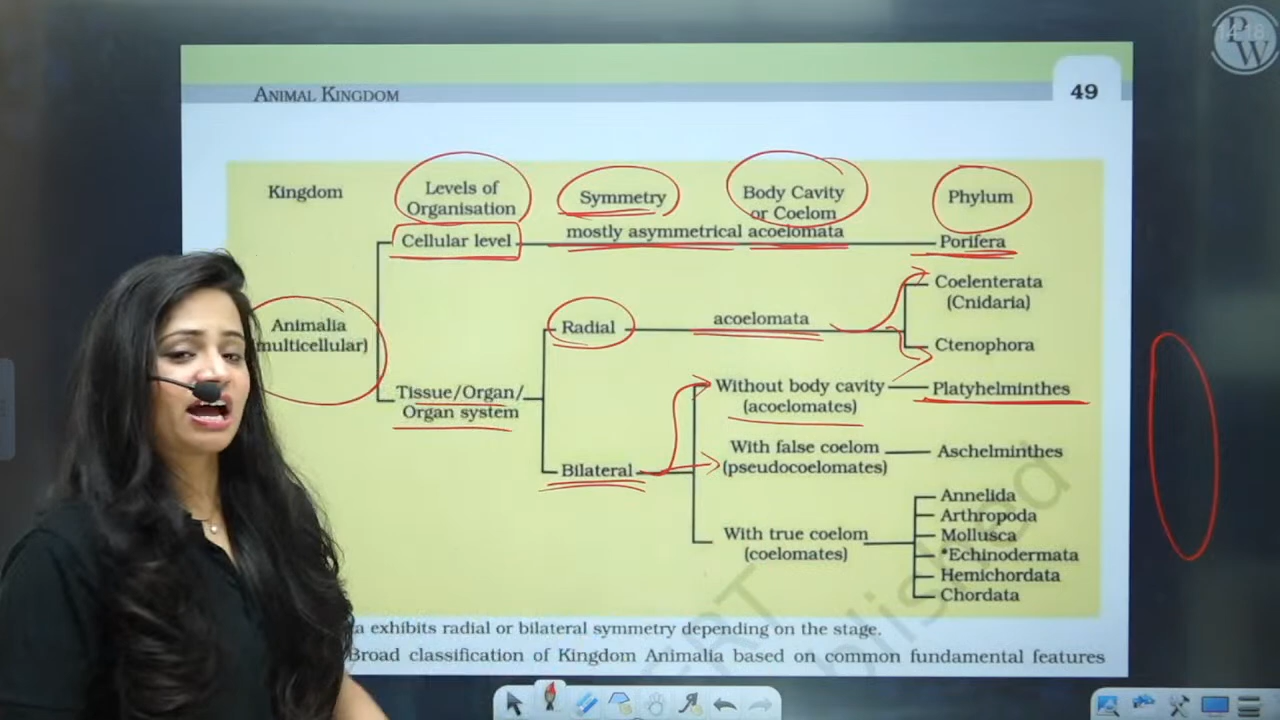 PW
14:18
ANIMAL KINGDOM
49
Kingdom
Levels of
Organisation
Symmetry
Body Cavity
or Coelom
Phylum
Cellular level
mostly asymmetrical acoelomata
Porifera
Animalia
(multicellular)
Radial
acoelomata
Coelenterata
(Cnidaria)
Ctenophora
Tissue/Organ/
Organ system
Without body cavity
(acoelomates)
Platyhelminthes
Bilateral
With false coelom
(pseudocoelomates)
Aschelminthes
With true coelom
(coelomates)
Annelida
Arthropoda
Mollusca
*Echinodermata
Hemichordata
Chordata
a exhibits radial or bilateral symmetry depending on the stage.
Broad classification of Kingdom Animalia based on common fundamental features